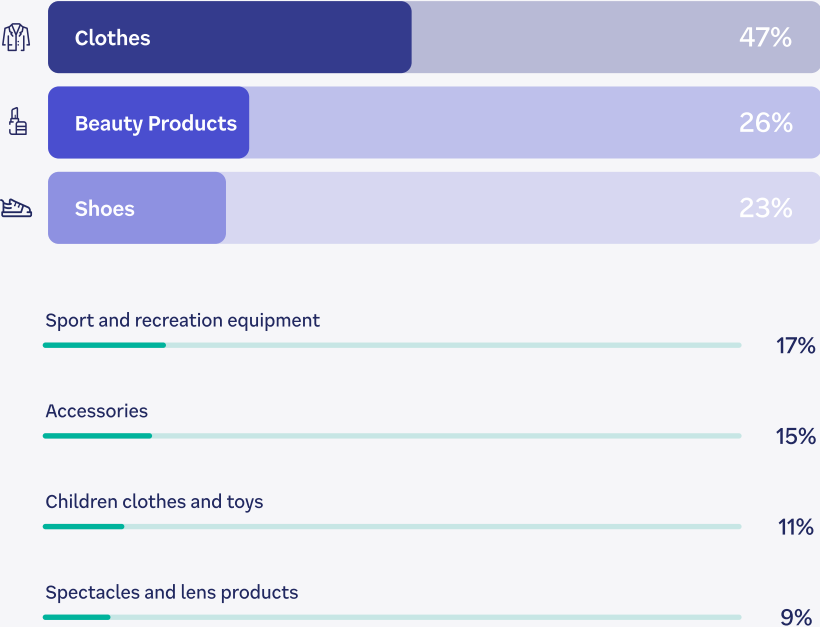 Clothes 47%
Beauty Products 26%
Shoes 23%
Sport and recreation equipment
17%
Accessories
15%
Children clothes and toys
11%
Spectacles and lens products
9%